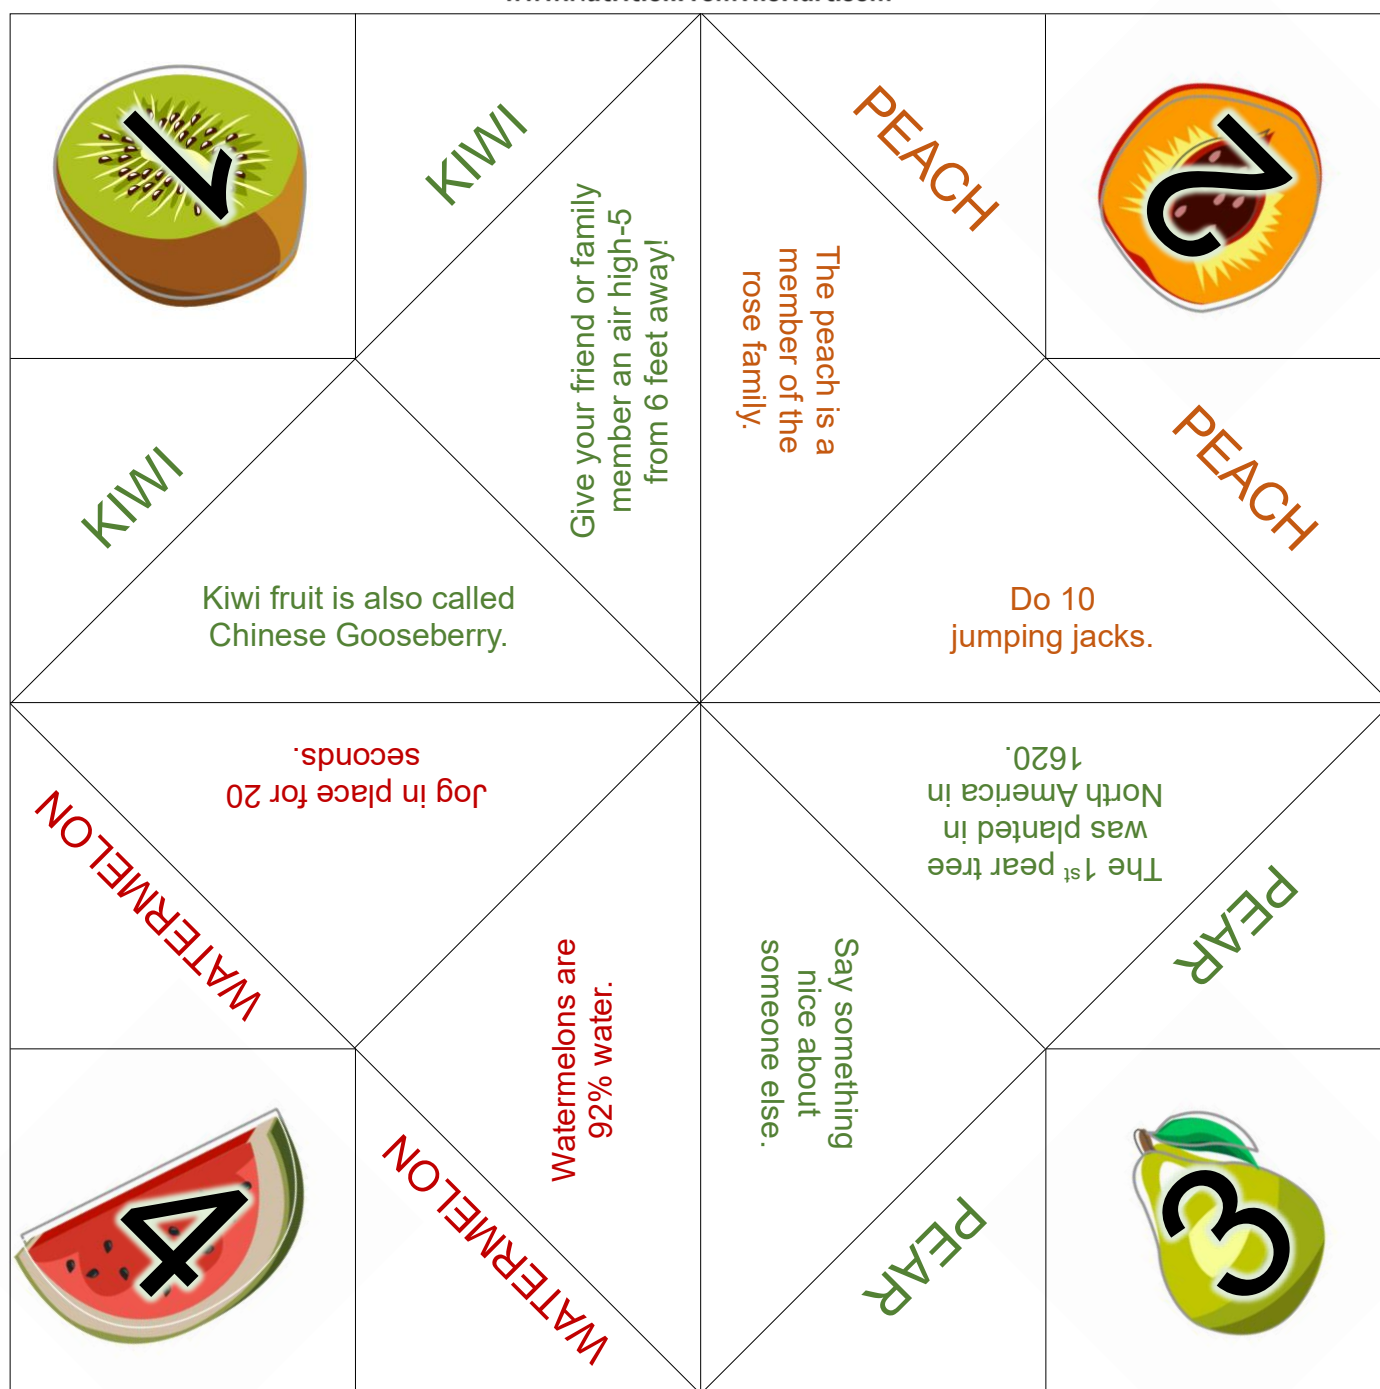 1
KIWI
PEACH
2
Give your friend or family
member an air high-5
from 6 feet away!
The peach is a
member of the
rose family.
KIWI
PEACH
Kiwi fruit is also called
Chinese Gooseberry.
Do 10
jumping jacks.
Jog in place for 20
seconds.
The 1st pear tree
was planted in
North America in
1620.
WATERMELON
PEAR
Watermelons are
92% water.
Say something
nice about
someone else.
4
WATERMELON
PEAR
3